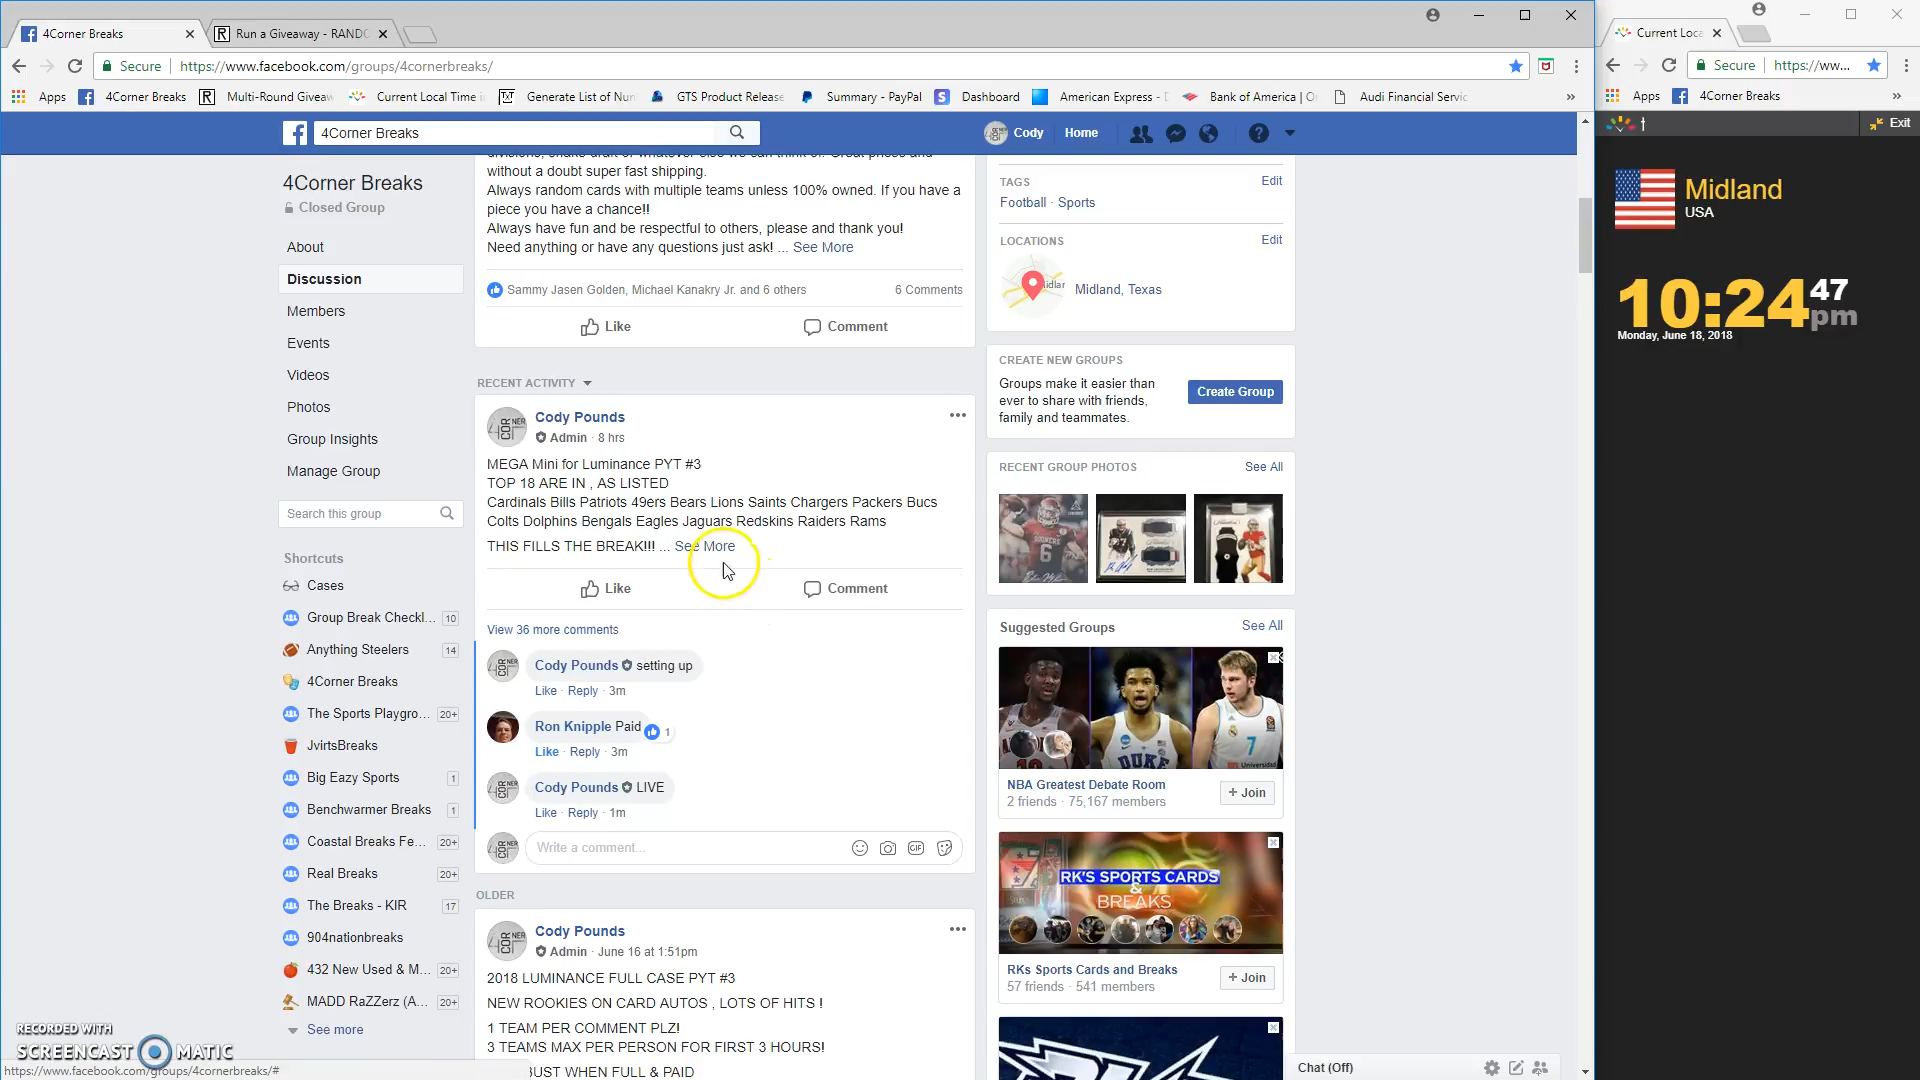 4Corner Breaks
Run a Giveaway - RANDO
Secure
https://www.facebook.com/groups/4cornerbreaks/
Apps
4Corner Breaks
Multi-Round Giveaw
Current Local Time i
Generate List of Nun
GTS Product Release
Summary - PayPal
Dashboard
American Express -
Bank of America | O
Audi Financial Servic
4Corner Breaks
Cody
Home
4Corner Breaks
Closed Group
About
Discussion
Members
Events
Videos
Photos
Group Insights
Manage Group
Search this group
Shortcuts
Cases
Group Break Checkl... 10
Anything Steelers 14
4Corner Breaks
The Sports Playgro... 20+
JvirtsBreaks
Big Eazy Sports 1
Benchwarmer Breaks 1
Coastal Breaks Fe... 20+
Real Breaks 20+
The Breaks - KIR 17
904nationbreaks
432 New Used & M... 20+
MADD RaZZerz (A... 20+
See more
RECORDED WITH
SCREENCAST MATIC
https://www.facebook.com/groups/4cornerbreaks/#
without a doubt super fast shipping.
Always random cards with multiple teams unless 100% owned. If you have a
piece you have a chance!!
Always have fun and be respectful to others, please and thank you!
Need anything or have any questions just ask! ... See More
Sammy Jasen Golden, Michael Kanakry Jr. and 6 others
6 Comments
Like
Comment
RECENT ACTIVITY
Cody Pounds
Admin · 8 hrs
MEGA Mini for Luminance PYT #3
TOP 18 ARE IN , AS LISTED
Cardinals Bills Patriots 49ers Bears Lions Saints Chargers Packers Bucs
Colts Dolphins Bengals Eagles Jaguars Redskins Raiders Rams
THIS FILLS THE BREAK!!! ... See More
Like
Comment
View 36 more comments
Cody Pounds setting up
Like · Reply · 3m
Ron Knipple Paid
1
Like · Reply · 3m
Cody Pounds LIVE
Like · Reply · 1m
Write a comment...
GIF
OLDER
Cody Pounds
Admin · June 16 at 1:51pm
2018 LUMINANCE FULL CASE PYT #3
NEW ROOKIES ON CARD AUTOS , LOTS OF HITS !
1 TEAM PER COMMENT PLZ!
3 TEAMS MAX PER PERSON FOR FIRST 3 HOURS!
BUST WHEN FULL & PAID
TAGS
Edit
Football · Sports
LOCATIONS
Edit
Midland, Texas
CREATE NEW GROUPS
Groups make it easier than
ever to share with friends,
family and teammates.
Create Group
RECENT GROUP PHOTOS
See All
SOONERS
6
Suggested Groups
See All
DUKE
7
NBA Greatest Debate Room
2 friends · 75,167 members
+ Join
RK'S SPORTS CARDS
&
BREAKS
RKs Sports Cards and Breaks
57 friends · 541 members
+ Join
Chat (Off)
Current Loca
Secure
https://ww...
Apps
4Corner Breaks
t
Exit
Midland
USA
10:24 47
pm
Monday, June 18, 2018